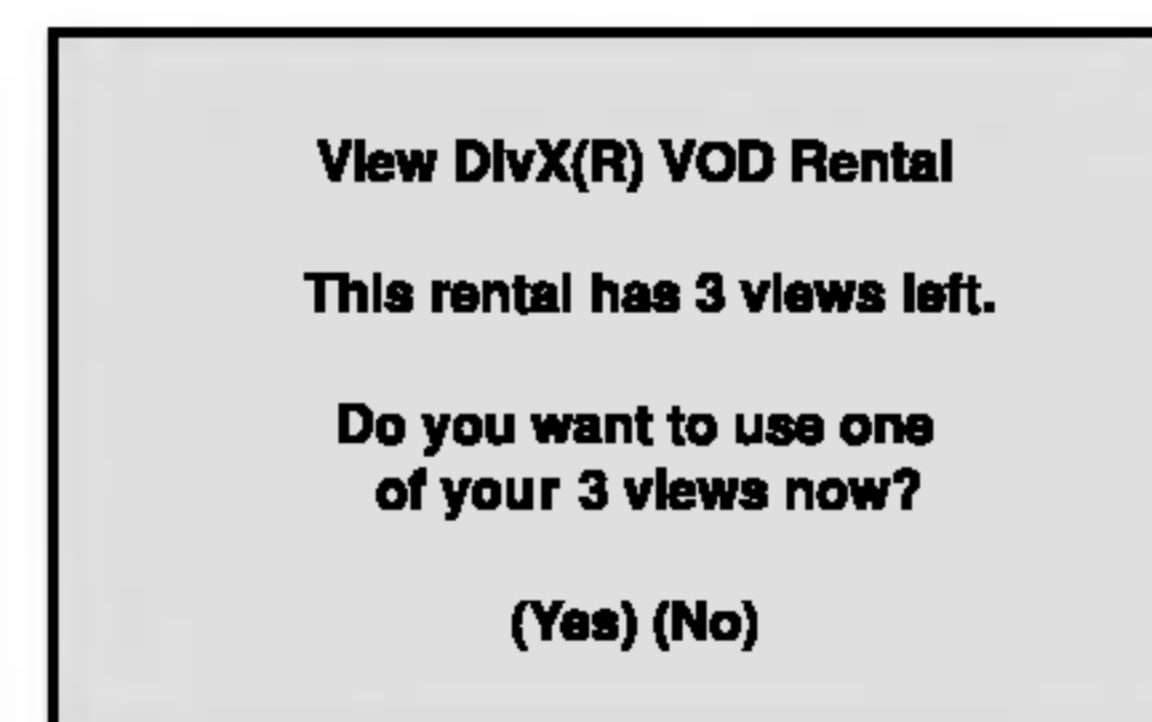 View DivX(R) VOD Rental
This rental has 3 views left.
Do you want to use one
of your 3 views now?
(Yes) (No)